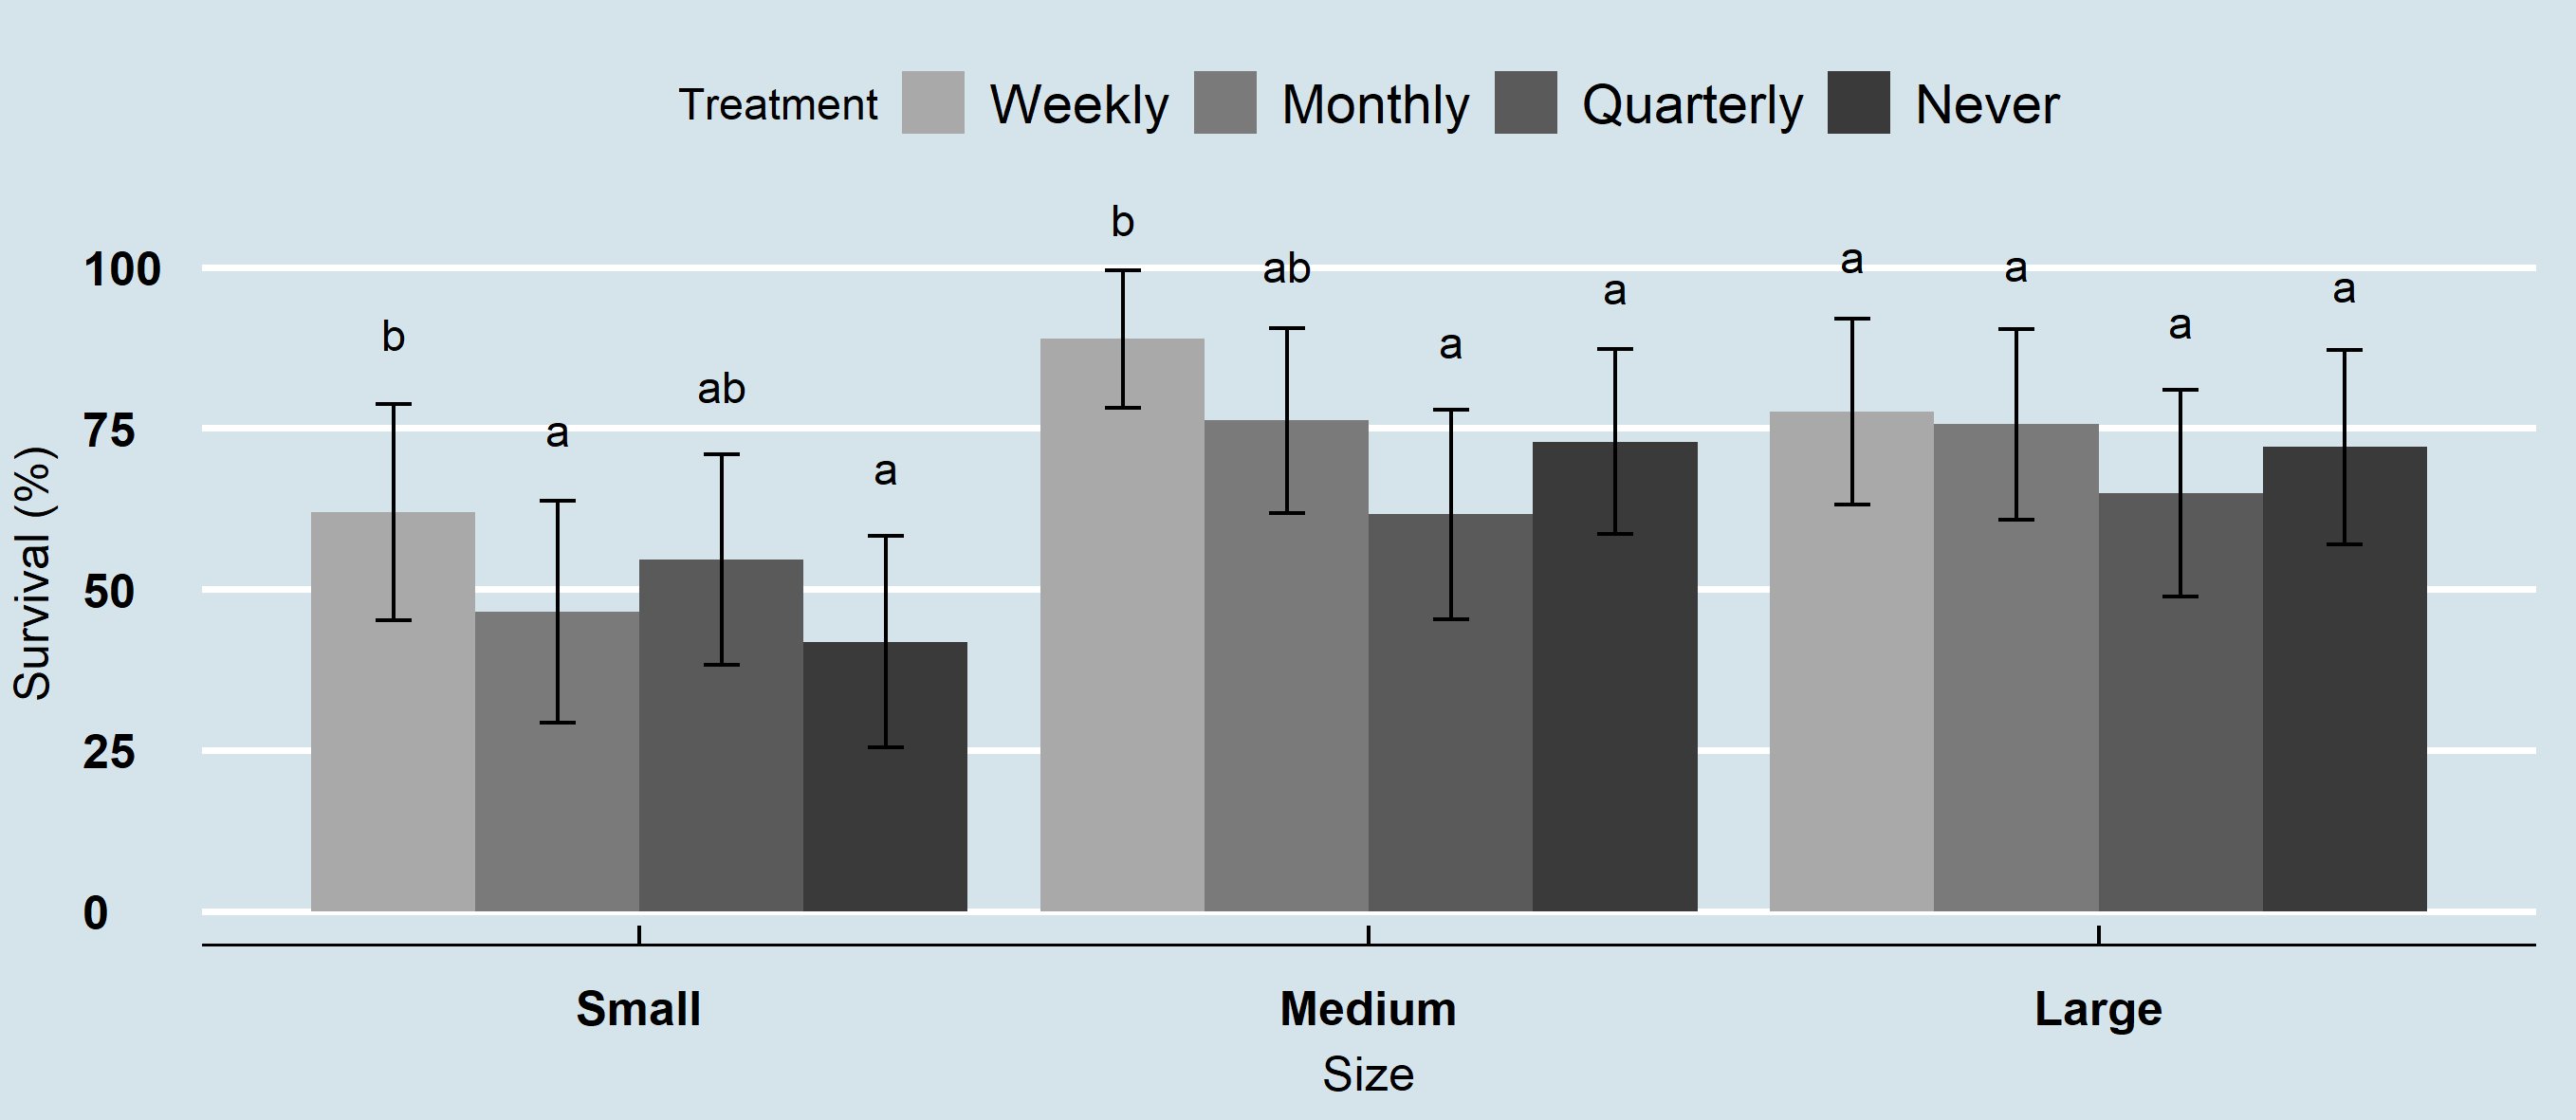 Treatment Weekly Monthly Quarterly Never
Survival (%)
100
75
50
25
0
b a ab a
b ab a a
a a a a
Small Medium Large
Size